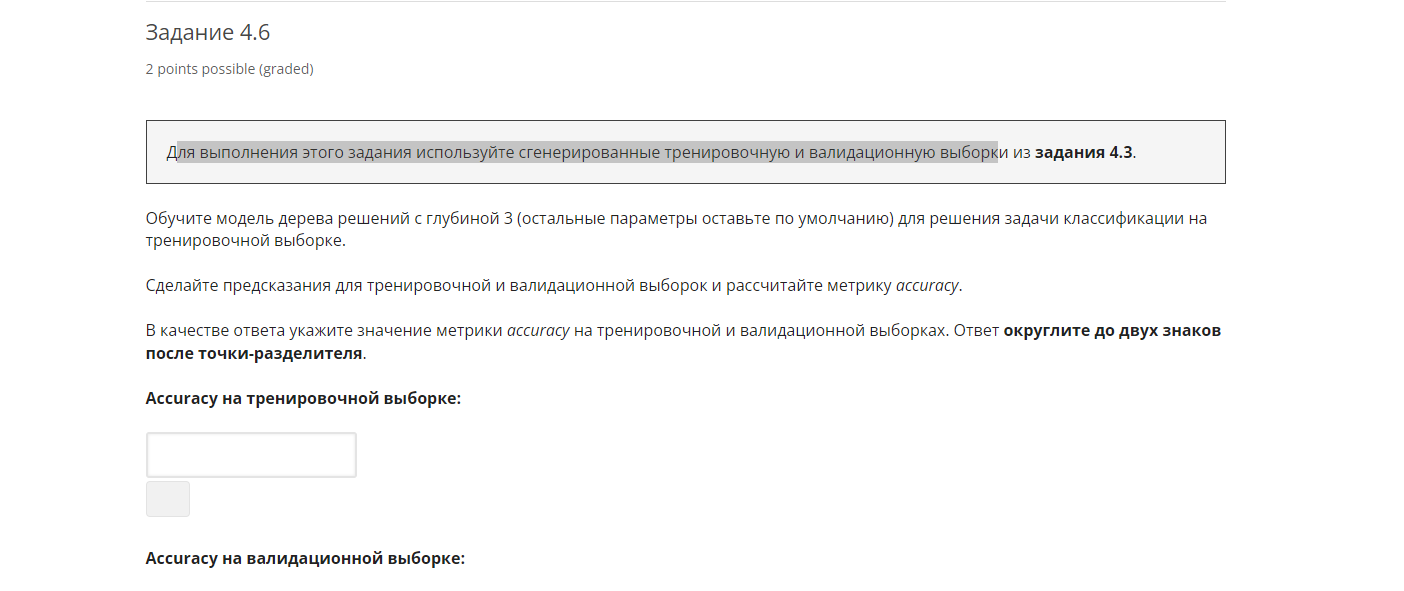 Задание 4.6
2 points possible (graded)
Для выполнения этого задания используйте сгенерированные тренировочную и валидационную выборки из задания 4.3.
Обучите модель дерева решений с глубиной 3 (остальные параметры оставьте по умолчанию) для решения задачи классификации на
тренировочной выборке.
Сделайте предсказания для тренировочной и валидационной выборок и рассчитайте метрику accuracy.
В качестве ответа укажите значение метрики accuracy на тренировочной и валидационной выборках. Ответ округлите до двух знаков
после точки-разделителя.
Accuracy на тренировочной выборке:
Accuracy на валидационной выборке: